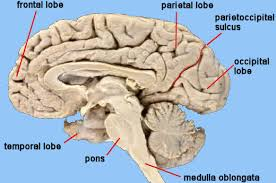 frontal lobe
parietal lobe
parietoccipital
sulcus
occipital
lobe
temporal lobe
pons
medulla oblongata